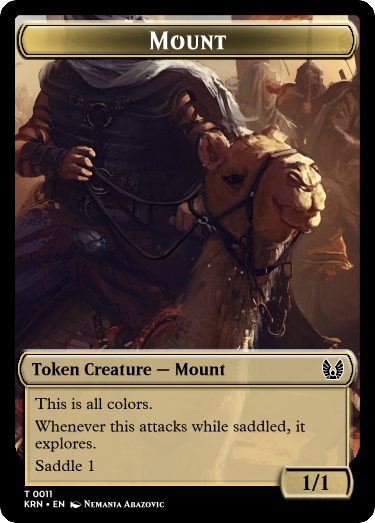 Mount
Token Creature — Mount
This is all colors.
Whenever this attacks while saddled, it
explores.
Saddle 1
1/1
T 0011
KRN • EN Nemania Abazovic